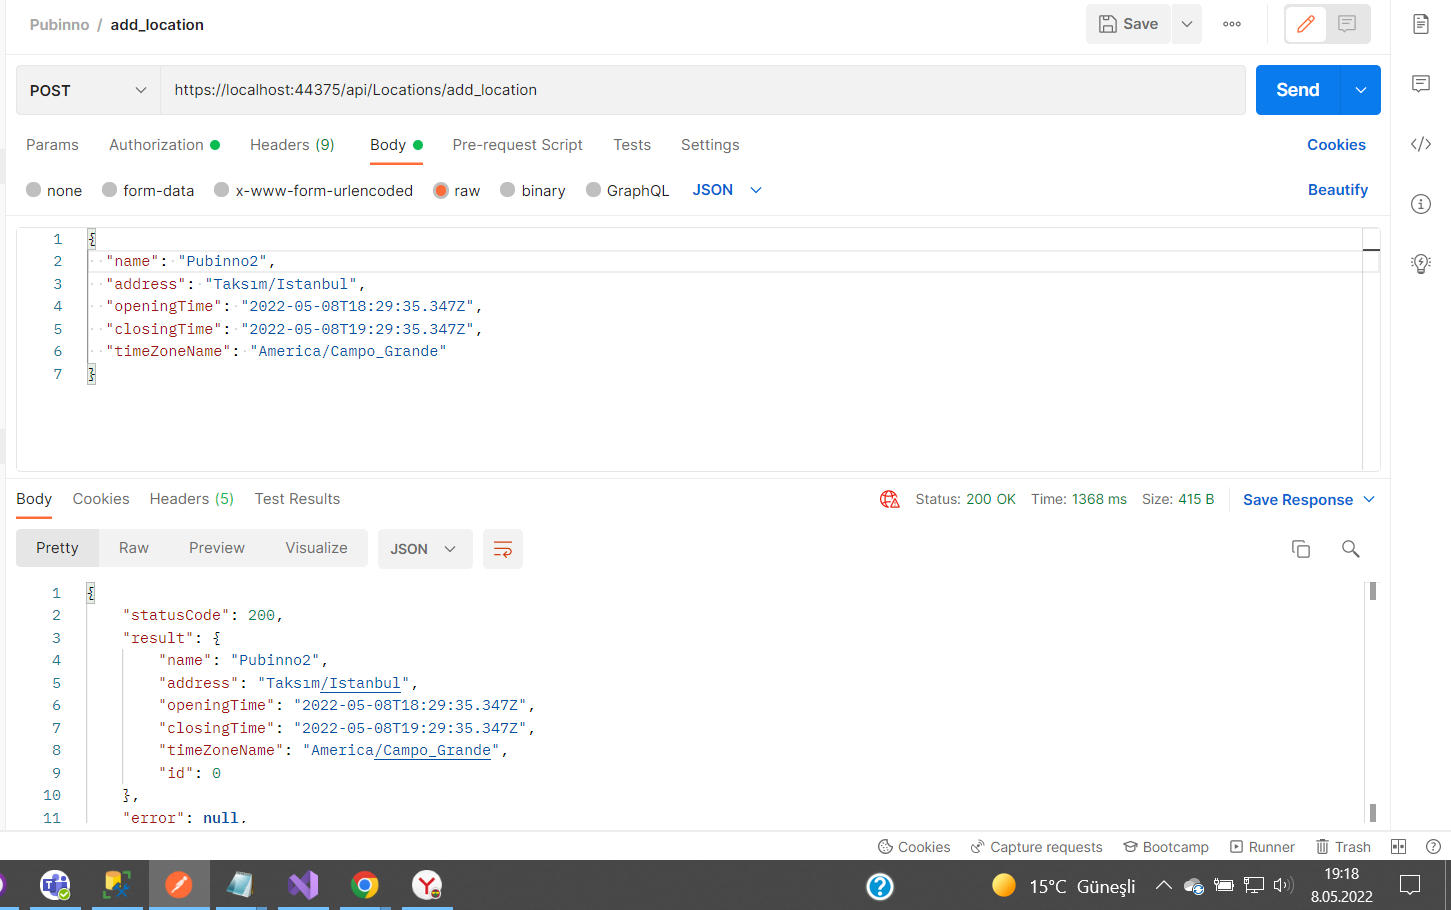 Pubinno / add_location
Save
POST
https://localhost:44375/api/Locations/add_location
Send
Params Authorization Headers (9) Body Pre-request Script Tests Settings Cookies
none form-data x-www-form-urlencoded raw binary GraphQL JSON Beautify
1 {
2 "name": "Pubinno2",
3 "address": "Taksım/Istanbul",
4 "openingTime": "2022-05-08T18:29:35.347Z",
5 "closingTime": "2022-05-08T19:29:35.347Z",
6 "timeZoneName": "America/Campo_Grande"
7 }
Body Cookies Headers (5) Test Results Status: 200 OK Time: 1368 ms Size: 415 B Save Response
Pretty Raw Preview Visualize JSON
1 {
2 "statusCode": 200,
3 "result": {
4 "name": "Pubinno2",
5 "address": "Taksım/Istanbul",
6 "openingTime": "2022-05-08T18:29:35.347Z",
7 "closingTime": "2022-05-08T19:29:35.347Z",
8 "timeZoneName": "America/Campo_Grande",
9 "id": 0
10 },
11 "error": null,
Cookies Capture requests Bootcamp Runner Trash
15°C Güneşli
19:18
8.05.2022